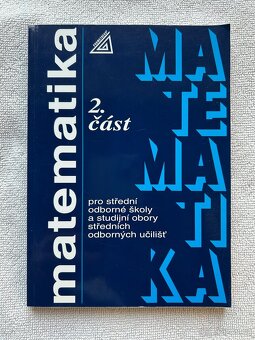 matematika
2.
část
pro střední
odborné školy
a studijní obory
středních
odborných učilišť
MA
TE
MA
TI
KA